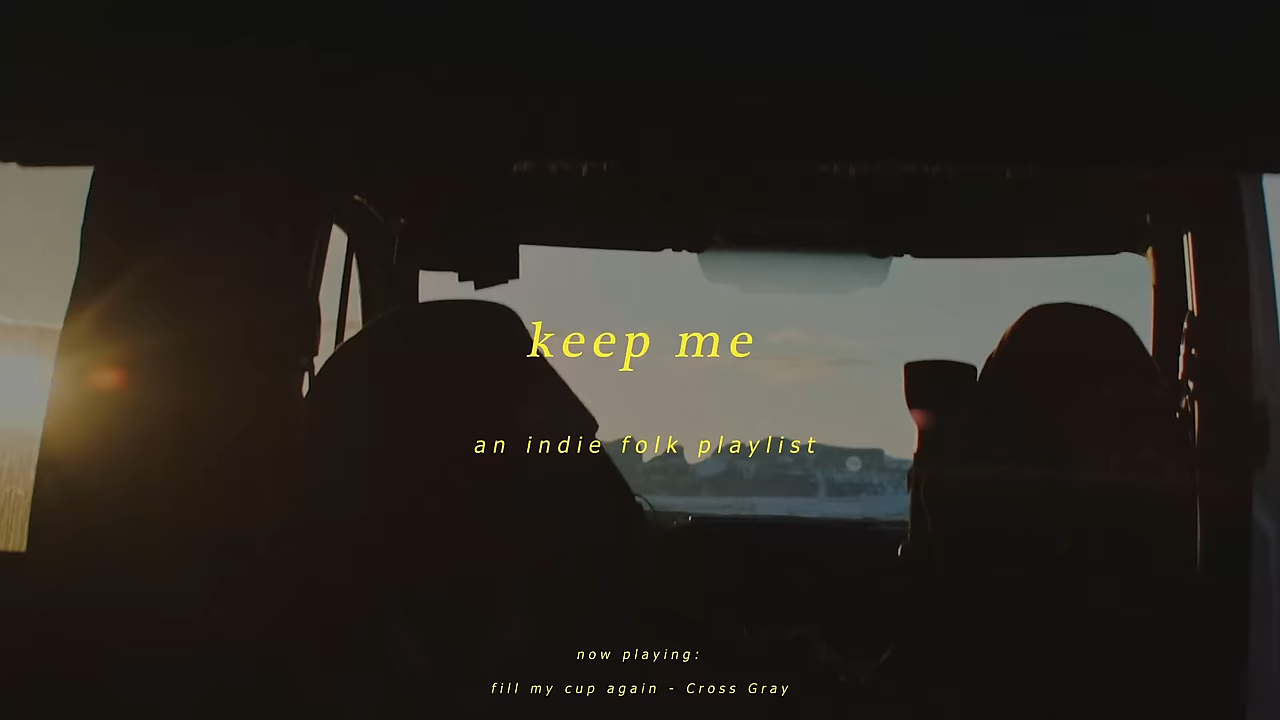 keep me
an indie folk playlist
now playing:
fill my cup again - Cross Gray